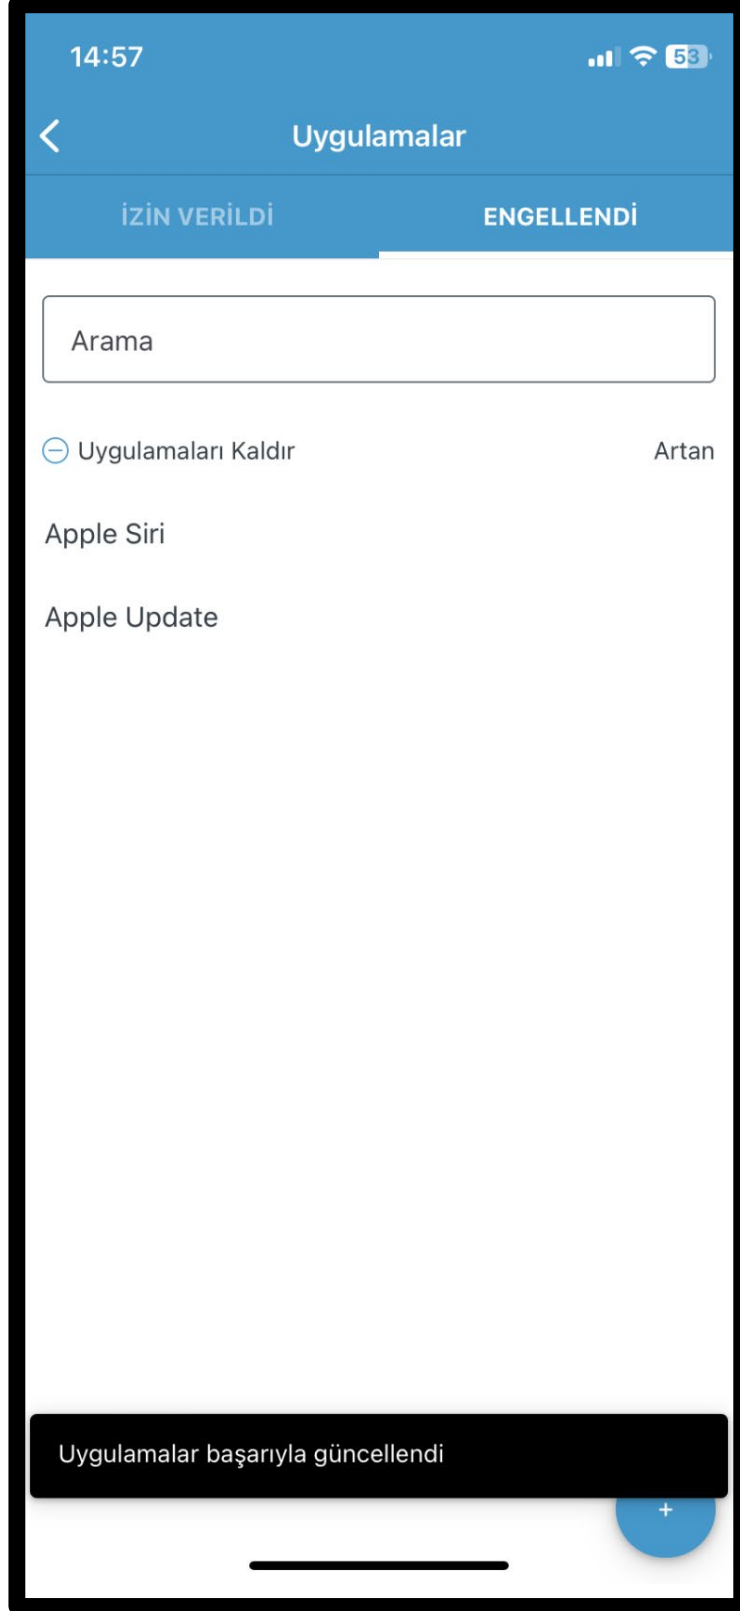 14:57
53
Uygulamalar
İZİN VERİLDİ
ENGELLENDİ
Arama
Uygulamaları Kaldır
Artan
Apple Siri
Apple Update
Uygulamalar başarıyla güncellendi
+